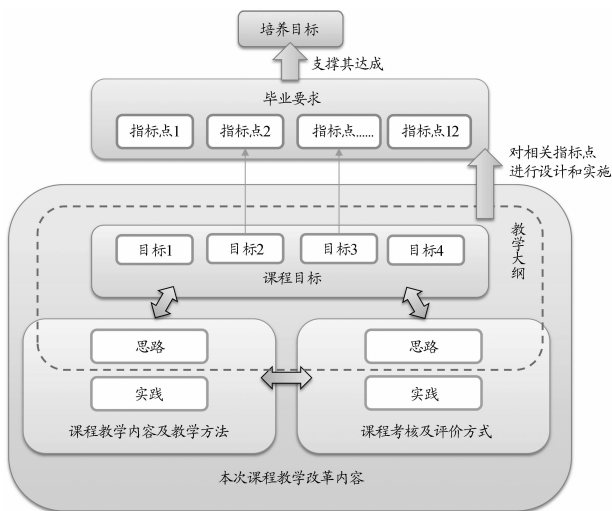 培养目标
支撑其达成
毕业要求
指标点1 指标点2 指标点…… 指标点12
对相关指标点
进行设计和实施
教学大纲
目标1 目标2 目标3 目标4
课程目标
思路 思路
实践 实践
课程教学内容及教学方法 课程考核及评价方式
本次课程教学改革内容